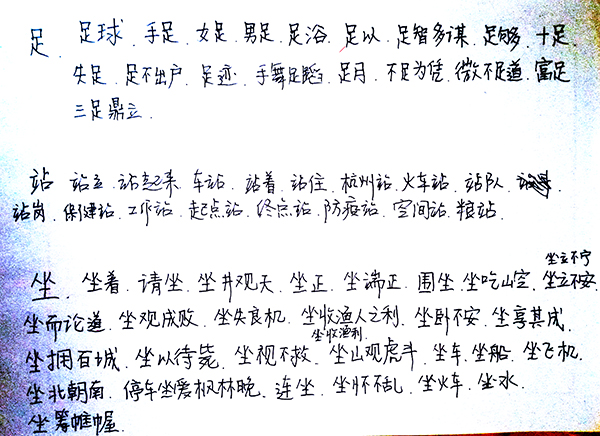 足. 足球. 手足. 女足. 男足. 足浴. 足以. 足智多谋. 足够. 十足.
失足. 足不出户. 足迹. 手舞足蹈. 足月. 不足为凭. 微不足道. 富足
三足鼎立.
站 站立. 站起来. 车站. 站着. 站住. 杭州站. 火车站. 站队.
站岗. 保健站. 工作站. 起点站. 终点站. 防疫站. 空间站. 粮站.
坐立不宁
坐. 坐着. 请坐. 坐井观天. 坐正. 坐端正. 围坐. 坐吃山空. 坐立不安.
坐而论道. 坐观成败. 坐失良机. 坐收渔人之利. 坐卧不安. 坐享其成.
坐收渔利.
坐拥百城. 坐以待毙. 坐视不救. 坐山观虎斗. 坐车. 坐船. 坐飞机.
坐北朝南. 停车坐爱枫林晚. 连坐. 坐怀不乱. 坐火车. 坐水.
坐筹帷幄.